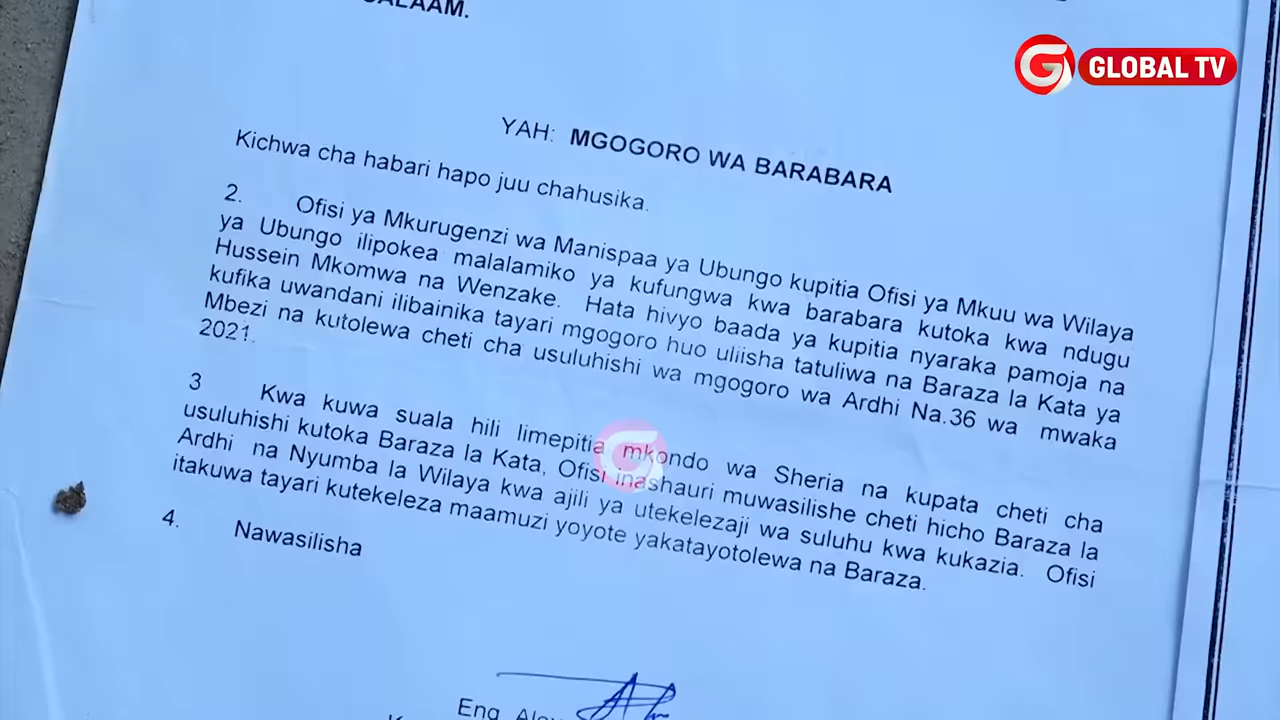 SALAAM.
GLOBAL TV
YAH: MGOGORO WA BARABARA
Kichwa cha habari hapo juu chahusika.
2. Ofisi ya Mkurugenzi wa Manispaa ya Ubungo kupitia Ofisi ya Mkuu wa Wilaya
ya Ubungo ilipokea malalamiko ya kufungwa kwa barabara kutoka kwa ndugu
Hussein Mkomwa na Wenzake. Hata hivyo baada ya kupitia nyaraka pamoja na
kufika uwandani ilibainika tayari mgogoro huo uliisha tatuliwa na Baraza la Kata ya
Mbezi na kutolewa cheti cha usuluhishi wa mgogoro wa Ardhi Na.36 wa mwaka
2021.
3 Kwa kuwa suala hili limepitia mkondo wa Sheria na kupata cheti cha
usuluhishi kutoka Baraza la Kata, Ofisi inashauri muwasilishe cheti hicho Baraza la
Ardhi na Nyumba la Wilaya kwa ajili ya utekelezaji wa suluhu kwa kukazia. Ofisi
itakuwa tayari kutekeleza maamuzi yoyote yakatayotolewa na Baraza.
4. Nawasilisha
Eng